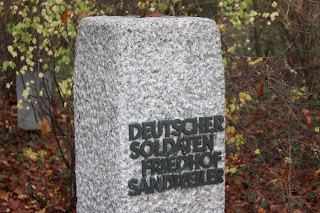 DEUTSCHER
SOLDATEN
FRIEDHOF
SANDWEILER